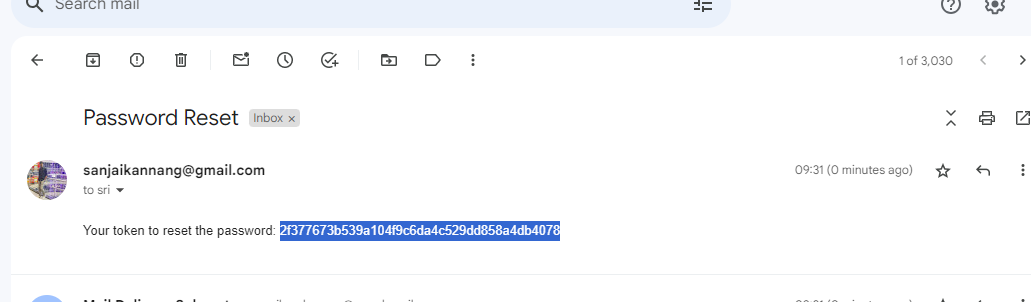 Search mail
1 of 3,030
Password Reset Inbox ×
sanjaikannang@gmail.com 09:31 (0 minutes ago)
to sri
Your token to reset the password: 2f377673b539a104f9c6da4c529dd858a4db4078